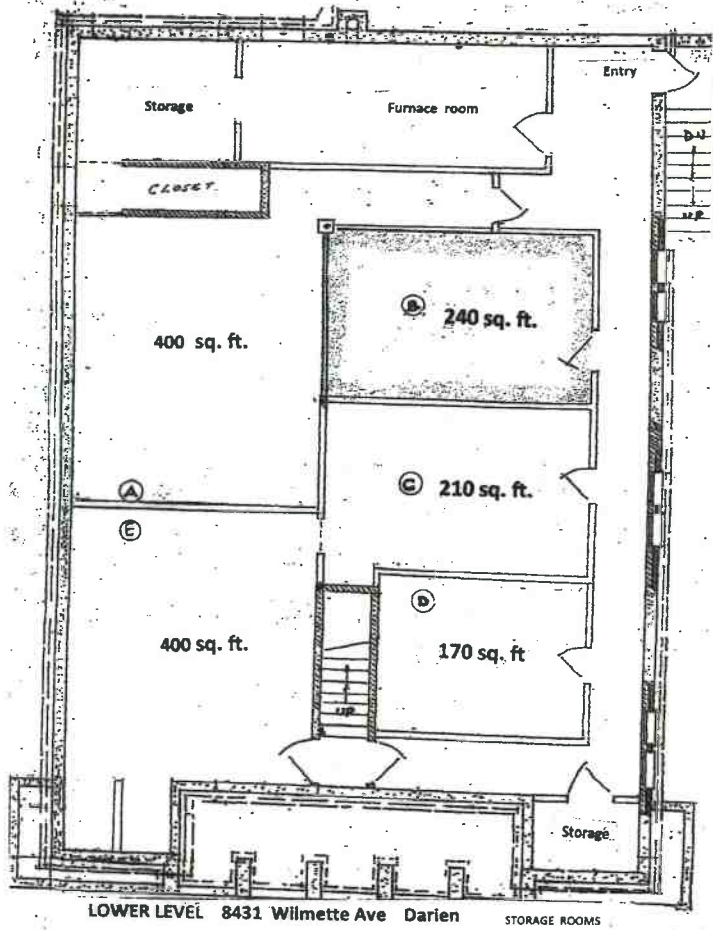 Entry
Storage
Furnace room
DN
CLOSET
UP
B
240 sq. ft.
400 sq. ft.
A
C 210 sq. ft.
E
D
400 sq. ft.
170 sq. ft
UP
Storage
LOWER LEVEL 8431 Wilmette Ave Darien
STORAGE ROOMS